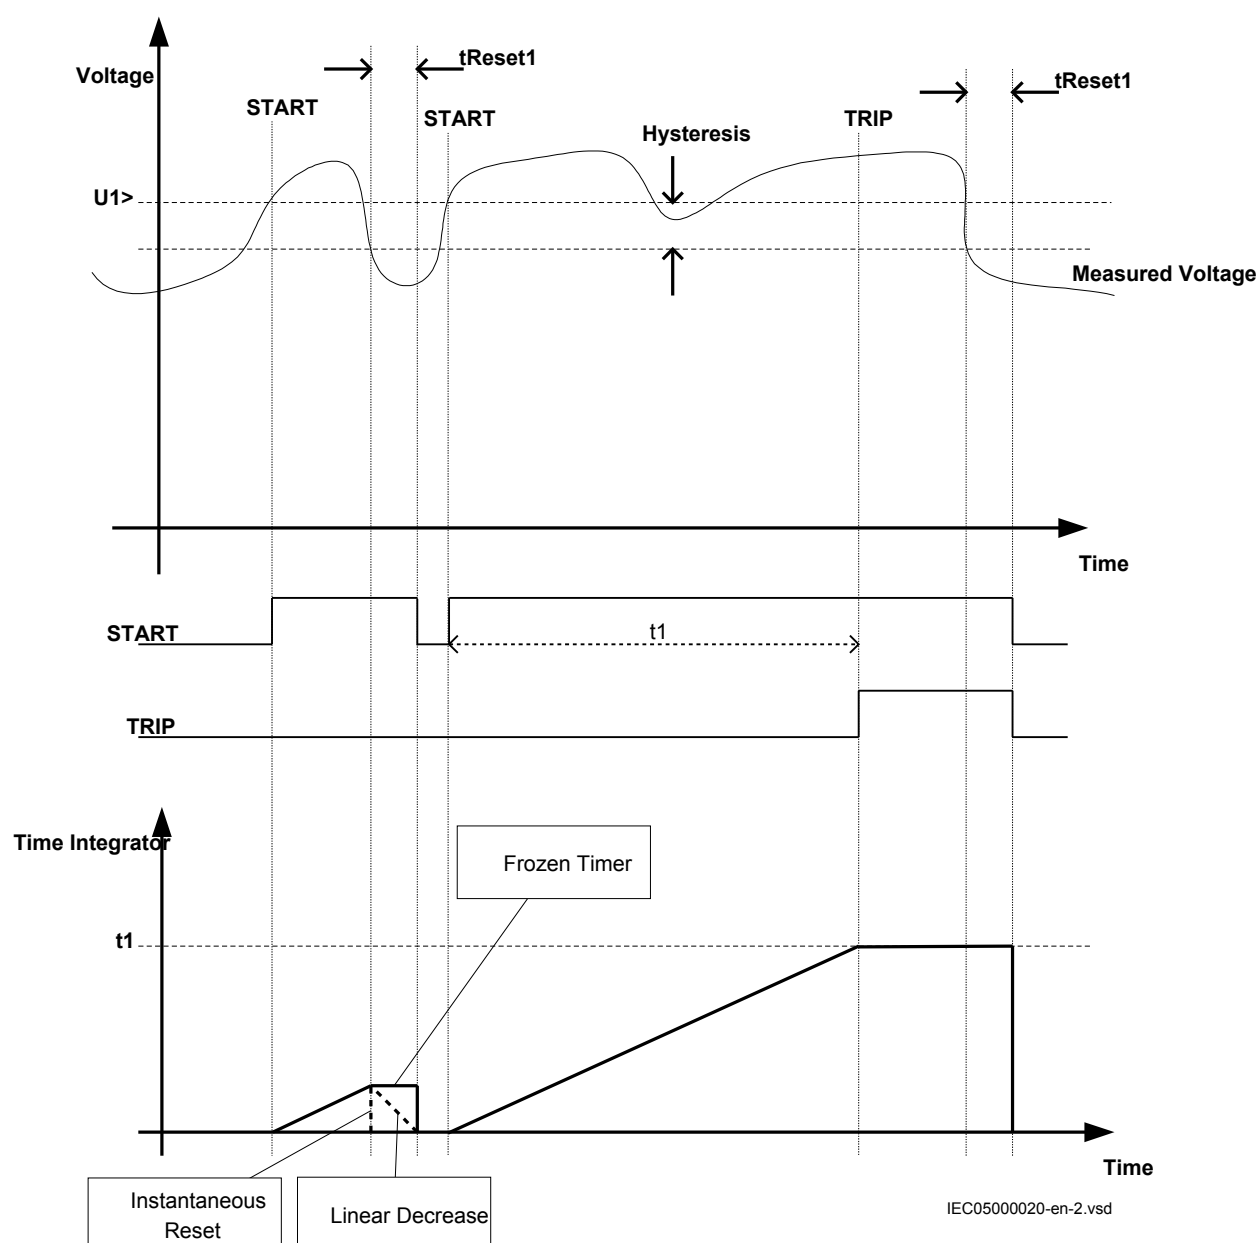 tReset1
Voltage
tReset1
START
START
TRIP
Hysteresis
U1>
Measured Voltage
Time
START
t1
TRIP
Time Integrator
Frozen Timer
t1
Time
Instantaneous
Reset
Linear Decrease
IEC05000020-en-2.vsd